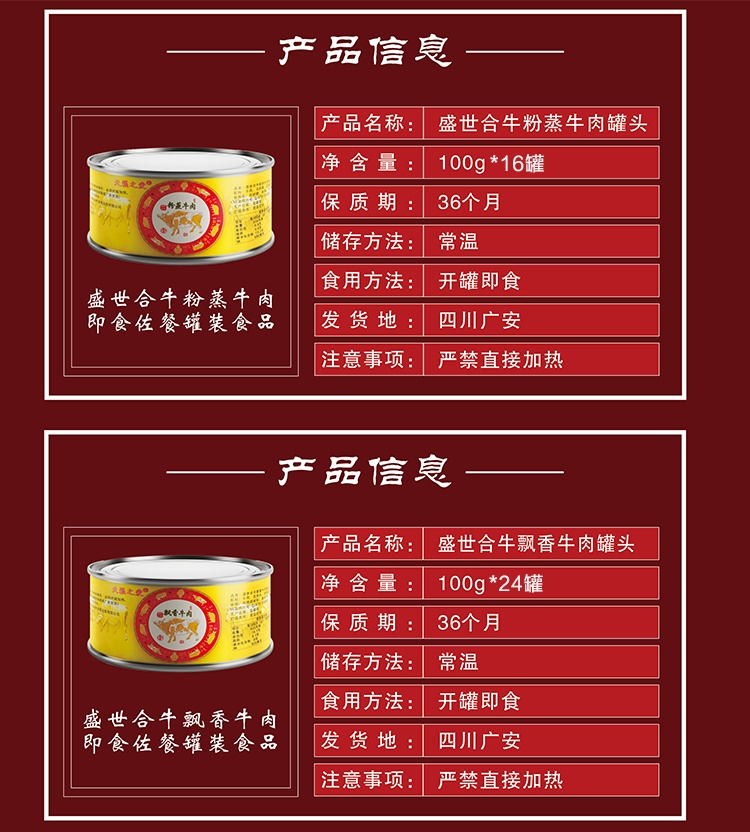 产品信息
产品名称： 盛世合牛粉蒸牛肉罐头
净含量： 100g*16罐
保质期： 36个月
储存方法： 常温
食用方法： 开罐即食
发货地： 四川广安
注意事项： 严禁直接加热
粉蒸牛肉
盛世合牛粉蒸牛肉
即食佐餐罐装食品
产品信息
产品名称： 盛世合牛飘香牛肉罐头
净含量： 100g*24罐
保质期： 36个月
储存方法： 常温
食用方法： 开罐即食
发货地： 四川广安
注意事项： 严禁直接加热
飘香牛肉
盛世合牛飘香牛肉
即食佐餐罐装食品